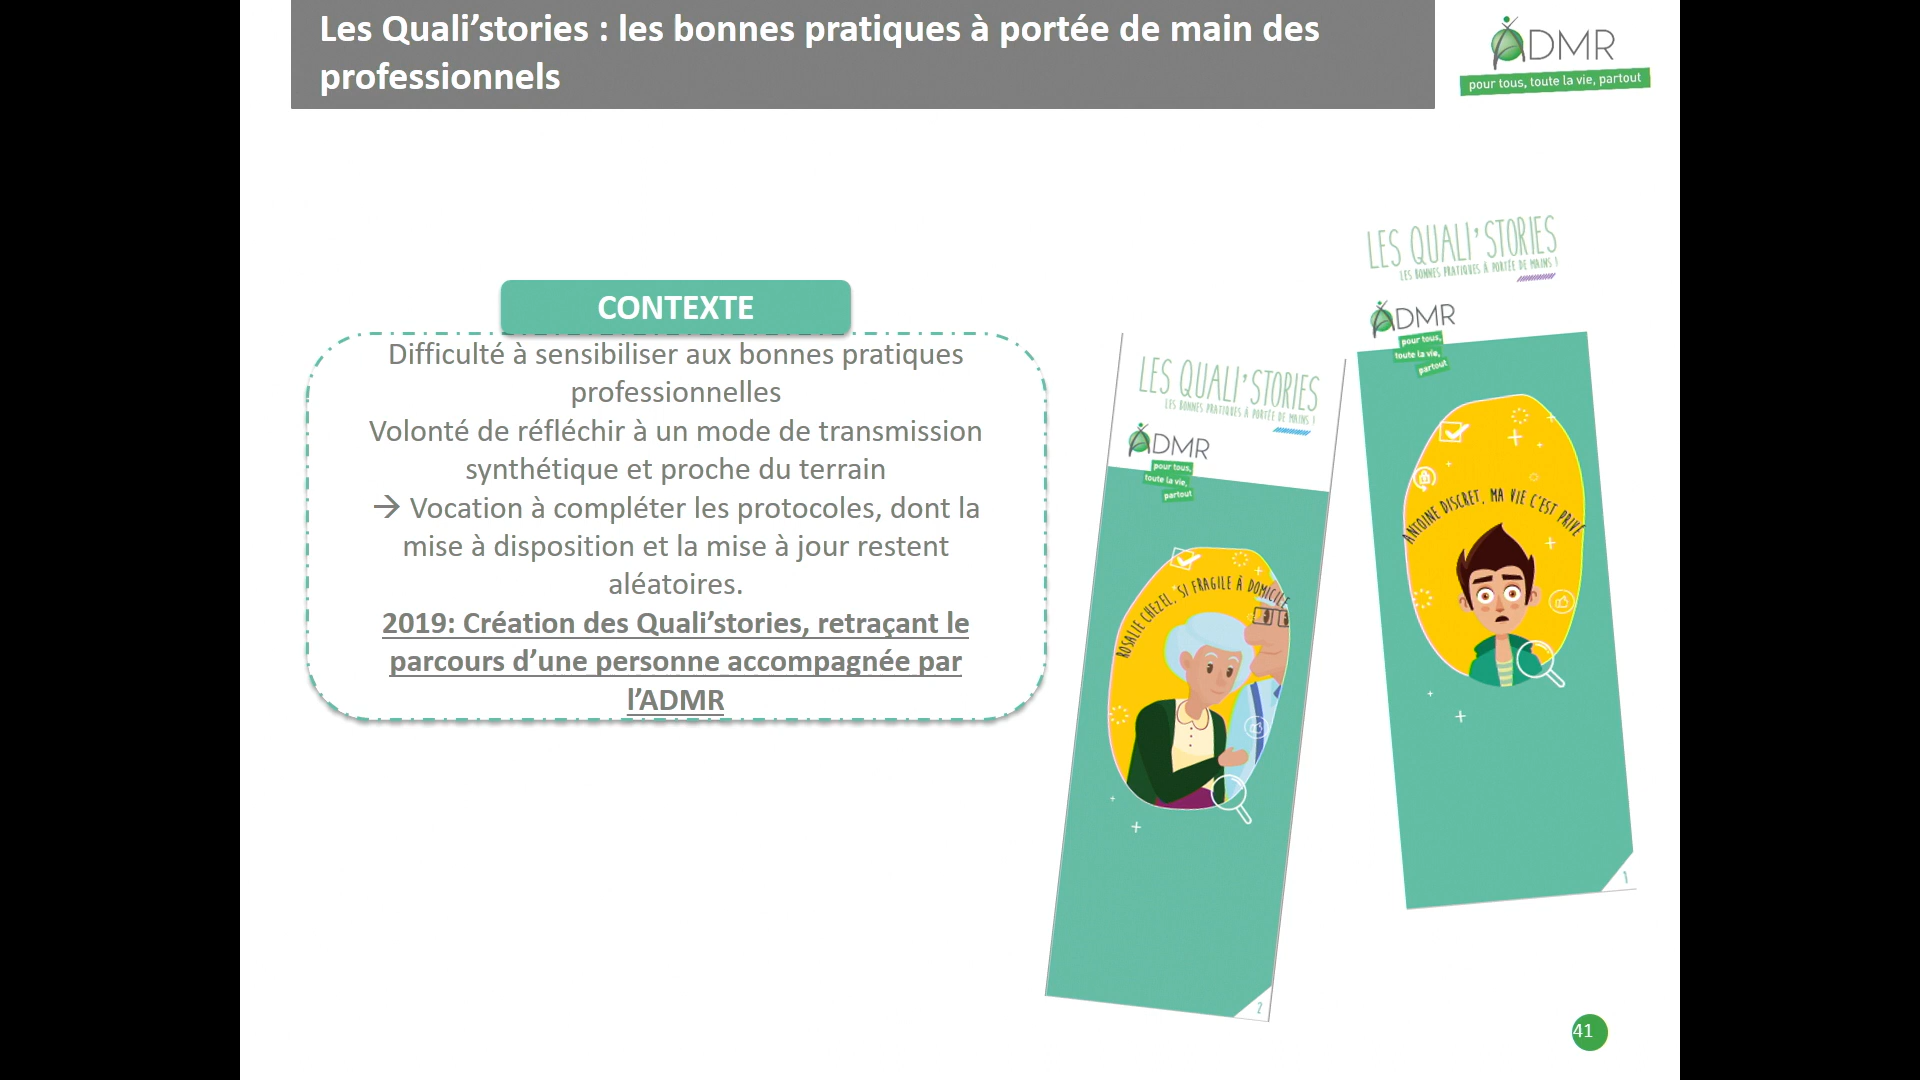 Les Quali’stories : les bonnes pratiques à portée de main des
professionnels
ADMR
pour tous, toute la vie, partout
CONTEXTE
Difficulté à sensibiliser aux bonnes pratiques
professionnelles
Volonté de réfléchir à un mode de transmission
synthétique et proche du terrain
→ Vocation à compléter les protocoles, dont la
mise à disposition et la mise à jour restent
aléatoires.
2019: Création des Quali’stories, retraçant le
parcours d’une personne accompagnée par
l’ADMR
LES QUALI'STORIES
LES BONNES PRATIQUES À PORTÉE DE MAINS !
ADMR
pour tous,
toute la vie,
partout
ROSALIE CHEZEL, SI FRAGILE À DOMICILE
2
LES QUALI'STORIES
LES BONNES PRATIQUES À PORTÉE DE MAINS !
ADMR
pour tous,
toute la vie,
partout
ANTOINE DISCRET, MA VIE C'EST PRIVÉ
1
41